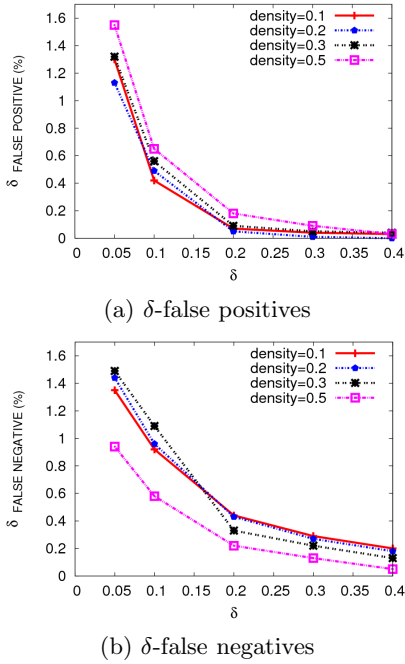 density=0.1
density=0.2
density=0.3
density=0.5
δ FALSE POSITIVE (%)
1.6
1.4
1.2
1
0.8
0.6
0.4
0.2
0
0 0.05 0.1 0.15 0.2 0.25 0.3 0.35 0.4
δ
(a) δ-false positives
density=0.1
density=0.2
density=0.3
density=0.5
δ FALSE NEGATIVE (%)
1.6
1.4
1.2
1
0.8
0.6
0.4
0.2
0
0 0.05 0.1 0.15 0.2 0.25 0.3 0.35 0.4
δ
(b) δ-false negatives